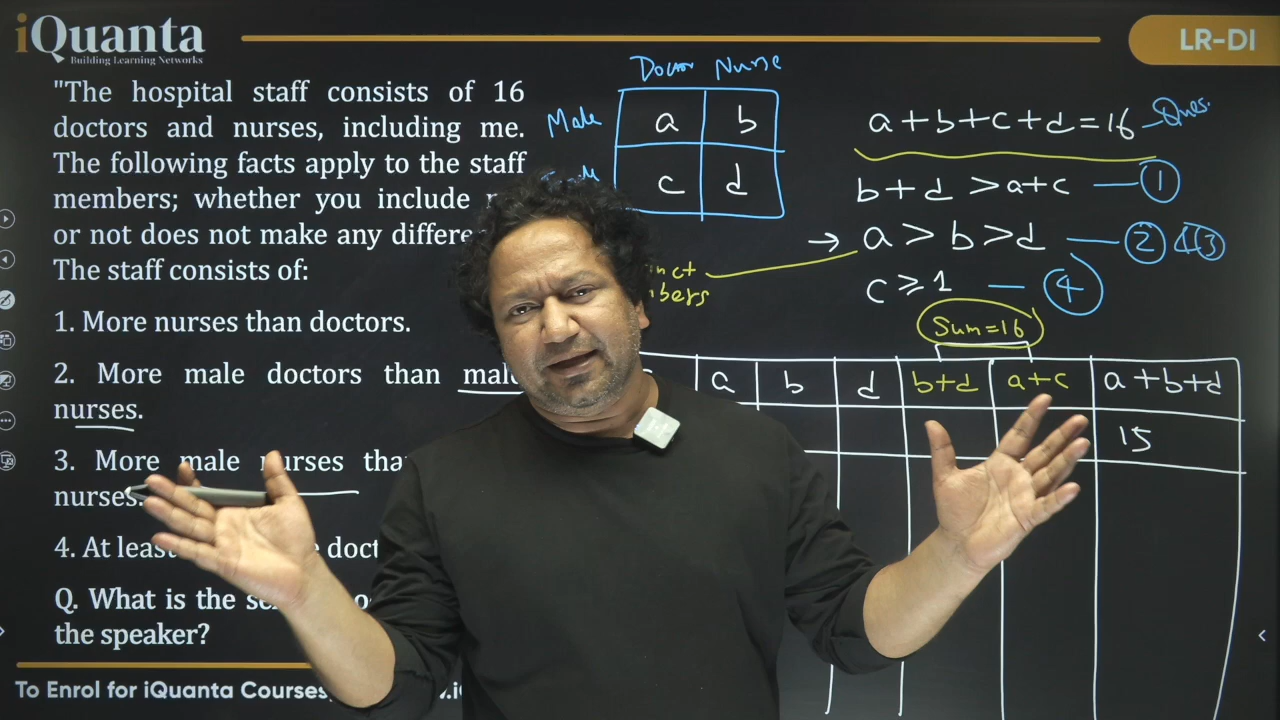 iQuanta
Building Learning Networks
LR-DI
"The hospital staff consists of 16
doctors and nurses, including me.
The following facts apply to the staff
members; whether you include
or not does not make any
The staff consists of:
1. More nurses than doctors.
2. More male doctors than
nurses.
3. More male nurses
nurses.
4. At least
Q. What is the
the speaker?
To Enrol for iQuanta Courses
Doctor Nurse
Male a b
c d
a+b+c+d=16 Ques.
b+d >a+c 1
→ a > b > d 2 & 3
c ⩾ 1 4
Sum=16
a b d b+d a+c a+b+d
15